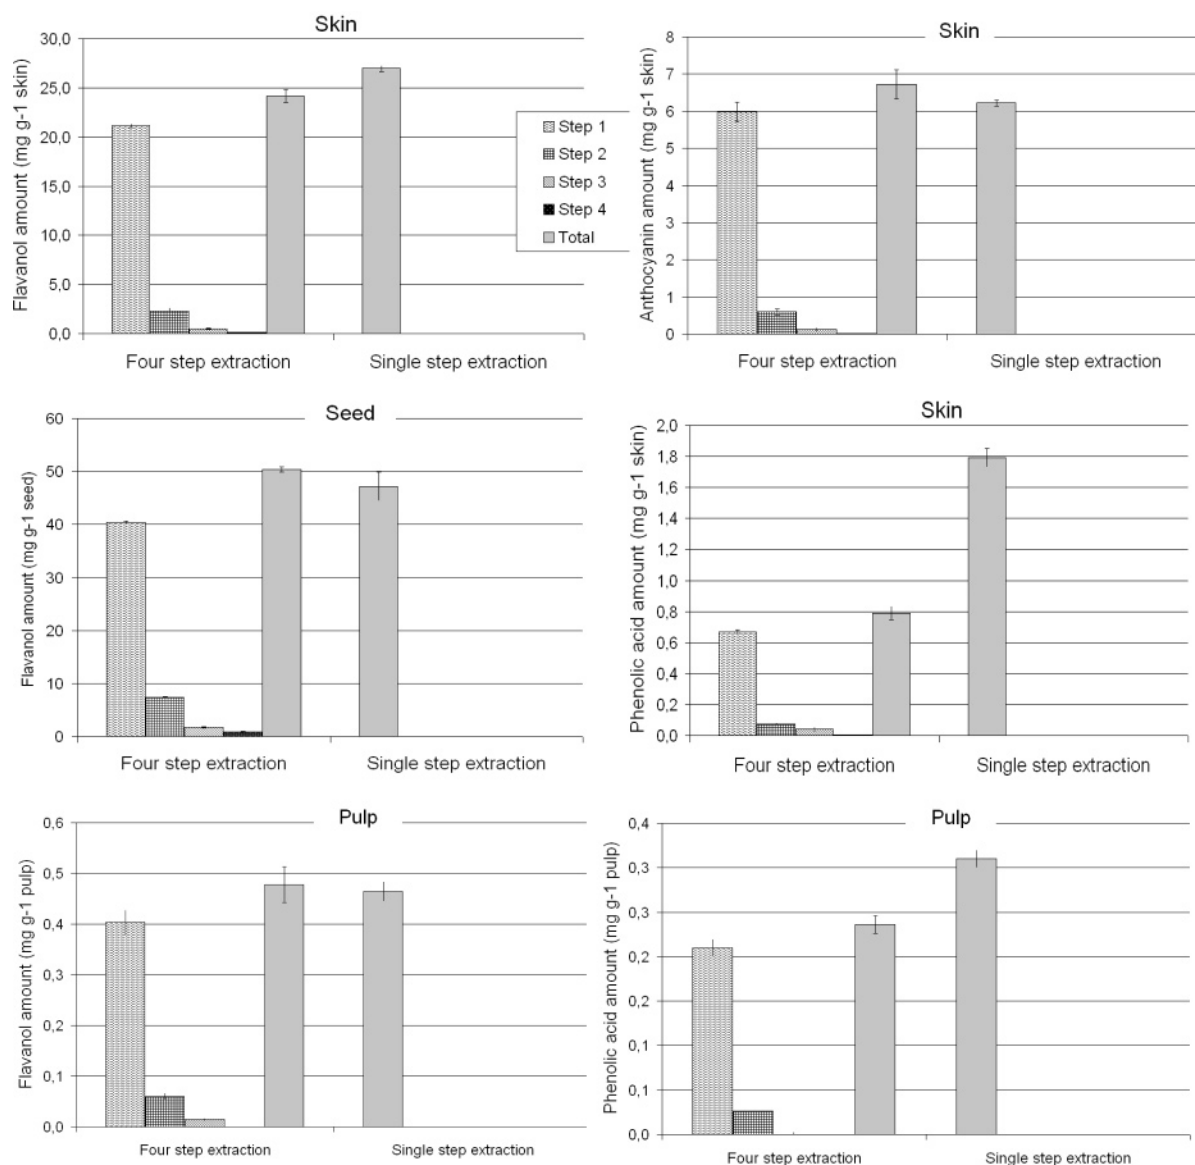 Skin
30,0
25,0
20,0
15,0
10,0
5,0
0,0
Flavanol amount (mg g-1 skin)
Four step extraction
Single step extraction
Step 1
Step 2
Step 3
Step 4
Total
Skin
8
7
6
5
4
3
2
1
0
Anthocyanin amount (mg g-1 skin)
Four step extraction
Single step extraction
Seed
60
50
40
30
20
10
0
Flavanol amount (mg g-1 seed)
Four step extraction
Single step extraction
Skin
2,0
1,8
1,6
1,4
1,2
1,0
0,8
0,6
0,4
0,2
0,0
Phenolic acid amount (mg g-1 skin)
Four step extraction
Single step extraction
Pulp
0,6
0,5
0,4
0,3
0,2
0,1
0,0
Flavanol amount (mg g-1 pulp)
Four step extraction
Single step extraction
Pulp
0,4
0,3
0,3
0,2
0,2
0,1
0,1
0,0
Phenolic acid amount (mg g-1 pulp)
Four step extraction
Single step extraction